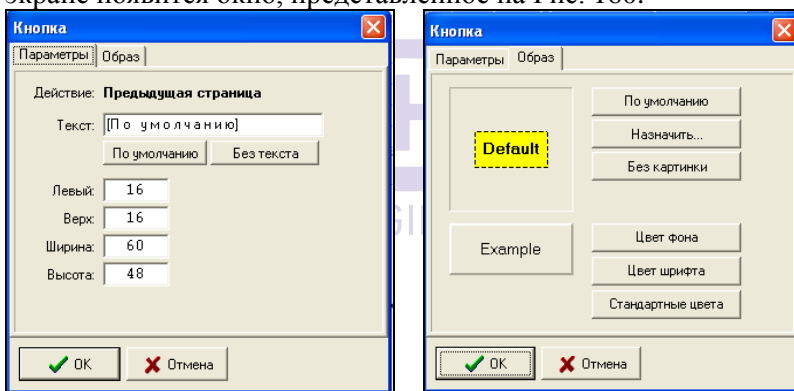 экране появится окно, представленное на Рис. 160.
Кнопка
Параметры Образ
Действие: Предыдущая страница
Текст: [По умолчанию]
По умолчанию Без текста
Левый: 16
Верх: 16
Ширина: 60
Высота: 48
OK Отмена
Кнопка
Параметры Образ
Default
По умолчанию
Назначить...
Без картинки
Example
Цвет фона
Цвет шрифта
Стандартные цвета
OK Отмена